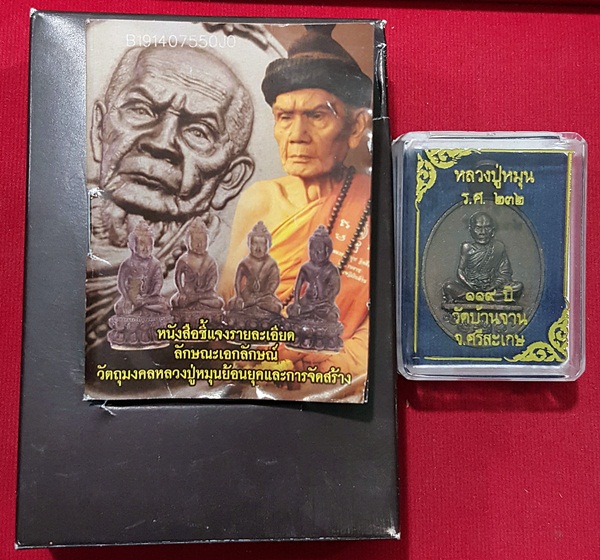 B191407550J0
หนังสือชี้แจงรายละเอียด
ลักษณะเอกลักษณ์
วัตถุมงคลหลวงปู่หมุนย้อนยุคและการจัดสร้าง
หลวงปู่หมุน
ร.ศ. ๒๓๒
๑๑๙ ปี
วัดบ้านจาน
จ.ศรีสะเกษ